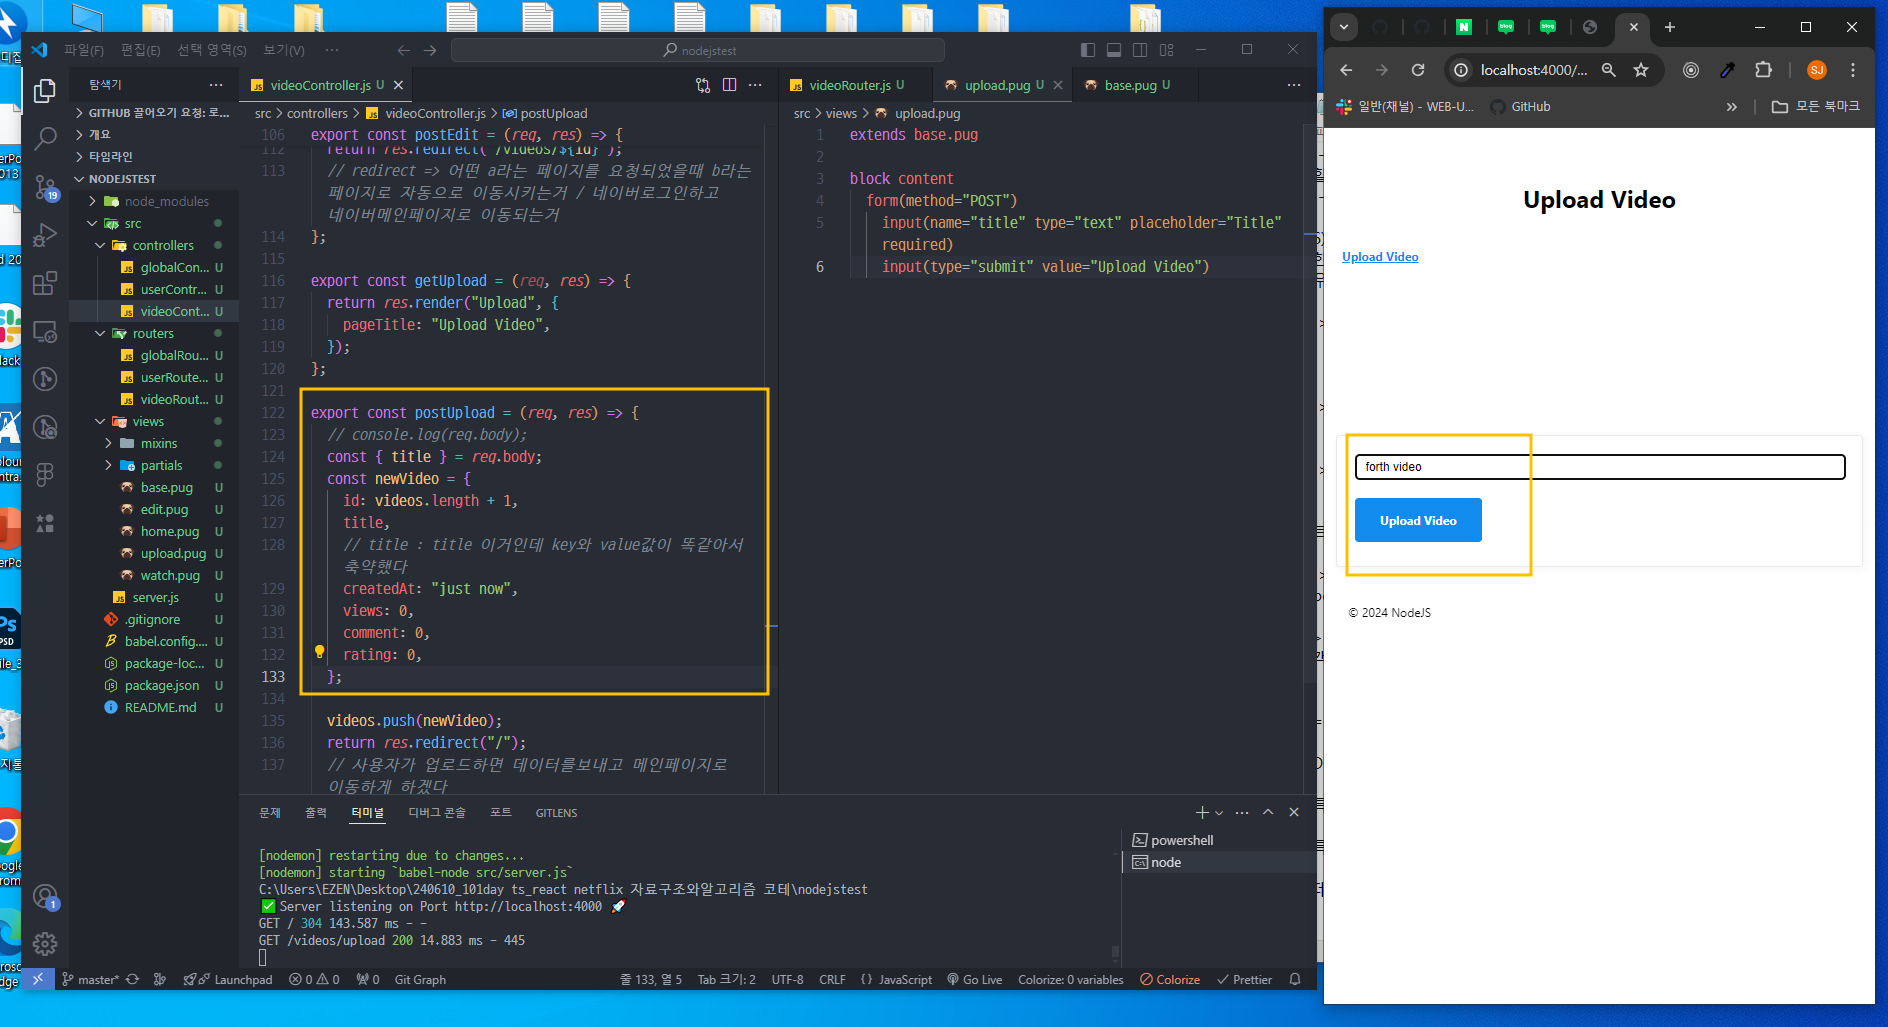 파일(F) 편집(E) 선택 영역(S) 보기(V) ··· nodejstest
탐색기
GITHUB 끌어오기 요청: 로...
개요
타임라인
NODEJSTEST
node_modules
src
controllers
globalCon... U
userContr... U
videoCont... U
routers
globalRou... U
userRoute... U
videoRout... U
views
mixins
partials
base.pug U
edit.pug U
home.pug U
upload.pug U
watch.pug U
server.js U
.gitignore U
babel.config.... U
package-loc... U
package.json U
README.md U
videoController.js U
src > controllers > videoController.js > postUpload
106 export const postEdit = (req, res) => {
112 return res.redirect(`/videos/${id}`);
113 // redirect => 어떤 a라는 페이지를 요청되었을때 b라는
페이지로 자동으로 이동시키는거 / 네이버로그인하고
네이버메인페이지로 이동되는거
114 };
115
116 export const getUpload = (req, res) => {
117 return res.render("Upload", {
118 pageTitle: "Upload Video",
119 });
120 };
121
122 export const postUpload = (req, res) => {
123 // console.log(req.body);
124 const { title } = req.body;
125 const newVideo = {
126 id: videos.length + 1,
127 title,
128 // title : title 이거인데 key와 value값이 똑같아서
축약했다
129 createdAt: "just now",
130 views: 0,
131 comment: 0,
132 rating: 0,
133 };
134
135 videos.push(newVideo);
136 return res.redirect("/");
137 // 사용자가 업로드하면 데이터를보내고 메인페이지로
이동하게 하겠다
videoRouter.js U upload.pug U base.pug U
src > views > upload.pug
1 extends base.pug
2
3 block content
4 form(method="POST")
5 input(name="title" type="text" placeholder="Title"
required)
6 input(type="submit" value="Upload Video")
문제 출력 터미널 디버그 콘솔 포트 GITLENS
powershell
node
[nodemon] restarting due to changes...
[nodemon] starting `babel-node src/server.js`
C:\Users\EZEN\Desktop\240610_101day ts_react netflix 자료구조와알고리즘 코테\nodejstest
✅ Server listening on Port http://localhost:4000 🚀
GET / 304 143.587 ms - -
GET /videos/upload 200 14.883 ms - 445
19
1
master* Launchpad 0 0 0 Git Graph 줄 133, 열 5 Tab 크기: 2 UTF-8 CRLF {} JavaScript Go Live Colorize: 0 variables Colorize Prettier
localhost:4000/...
SJ
일반(채널) - WEB-U... GitHub » 모든 북마크
Upload Video
Upload Video
forth video
Upload Video
© 2024 NodeJS